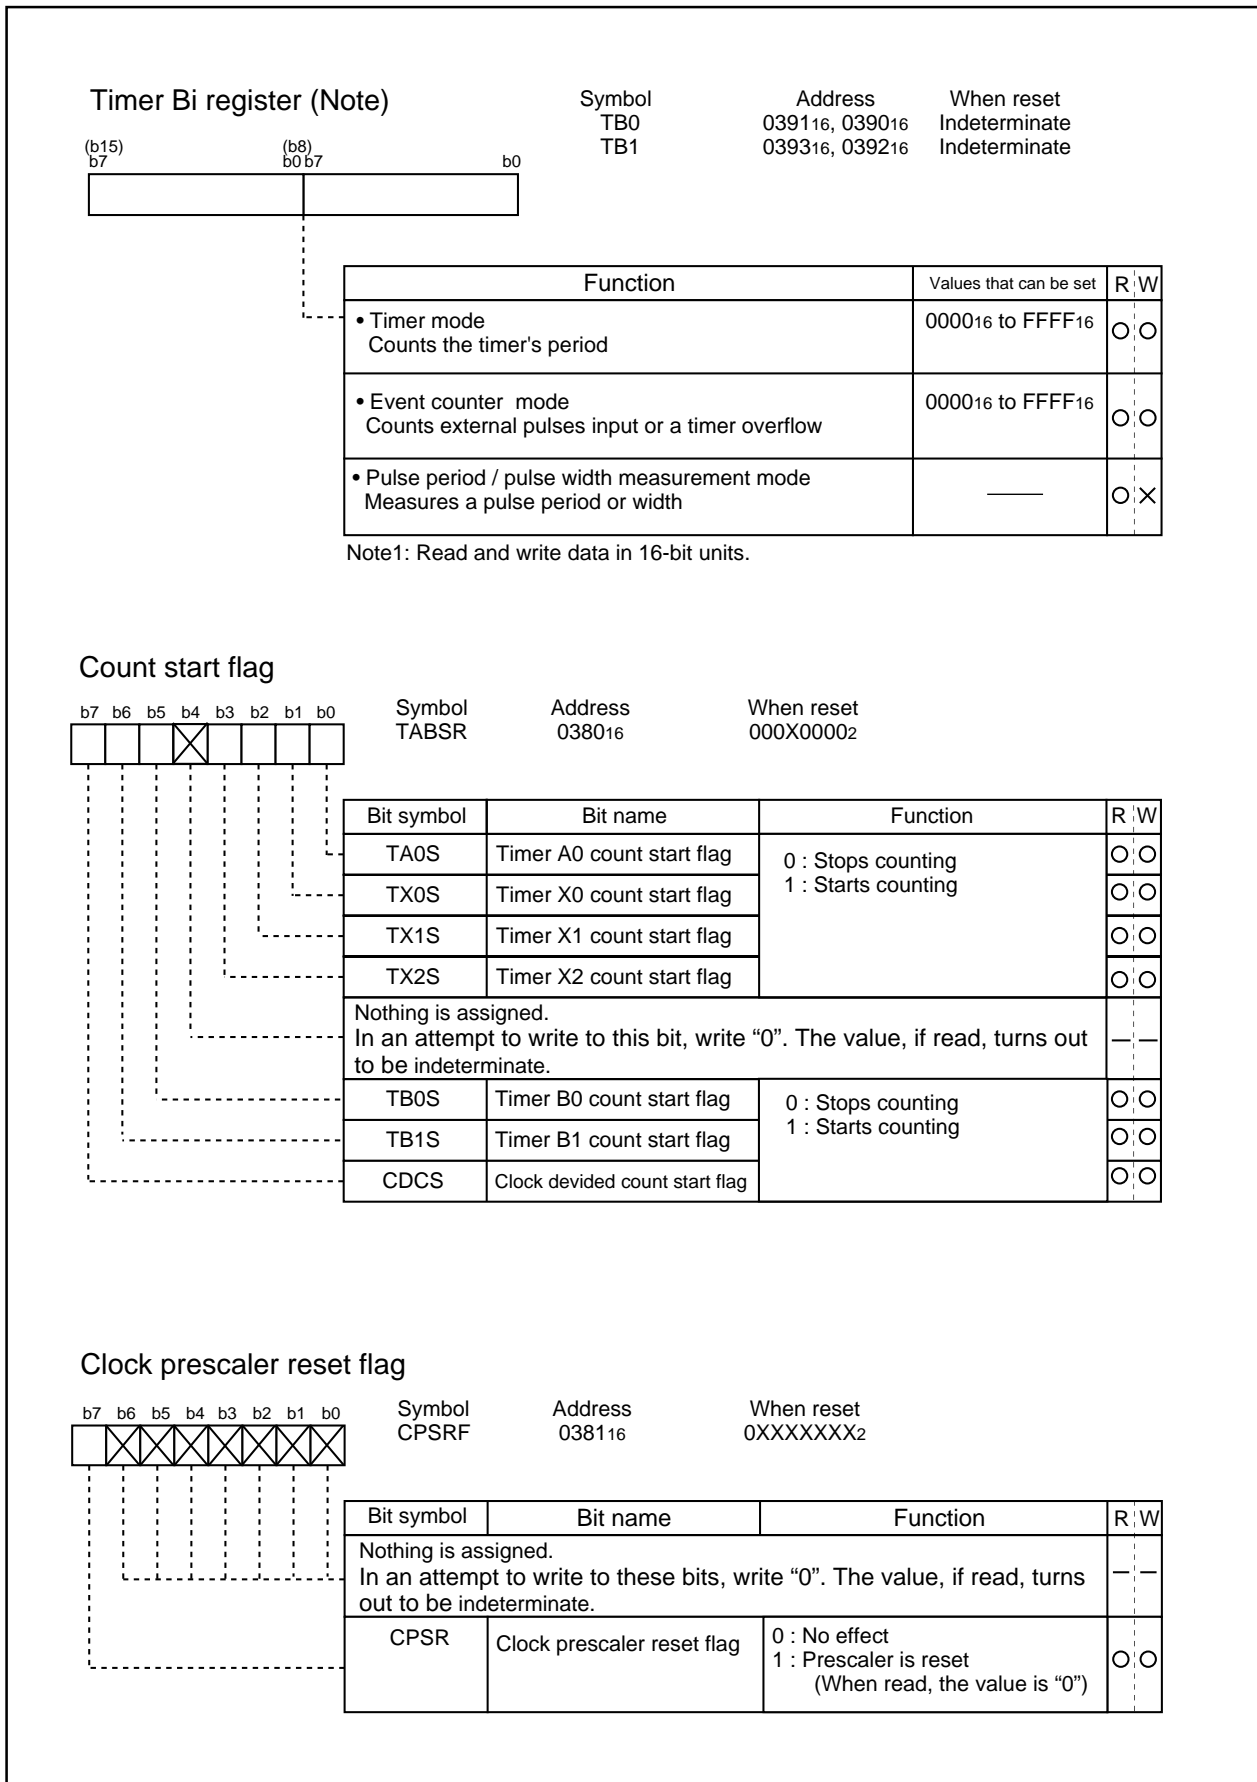 Timer Bi register (Note)
Symbol Address When reset
TB0 039116, 039016 Indeterminate
TB1 039316, 039216 Indeterminate
(b15) (b8)
b7 b0 b7 b0
Function Values that can be set R W
• Timer mode 000016 to FFFF16
Counts the timer's period
• Event counter mode 000016 to FFFF16
Counts external pulses input or a timer overflow
• Pulse period / pulse width measurement mode
Measures a pulse period or width
Note1: Read and write data in 16-bit units.
Count start flag
b7 b6 b5 b4 b3 b2 b1 b0
Symbol Address When reset
TABSR 038016 000X00002
Bit symbol Bit name Function R W
TA0S Timer A0 count start flag 0 : Stops counting
1 : Starts counting
TX0S Timer X0 count start flag
TX1S Timer X1 count start flag
TX2S Timer X2 count start flag
Nothing is assigned.
In an attempt to write to this bit, write “0”. The value, if read, turns out
to be indeterminate.
TB0S Timer B0 count start flag 0 : Stops counting
1 : Starts counting
TB1S Timer B1 count start flag
CDCS Clock devided count start flag
Clock prescaler reset flag
b7 b6 b5 b4 b3 b2 b1 b0
Symbol Address When reset
CPSRF 038116 0XXXXXXX2
Bit symbol Bit name Function R W
Nothing is assigned.
In an attempt to write to these bits, write “0”. The value, if read, turns
out to be indeterminate.
CPSR Clock prescaler reset flag 0 : No effect
1 : Prescaler is reset
(When read, the value is “0”)